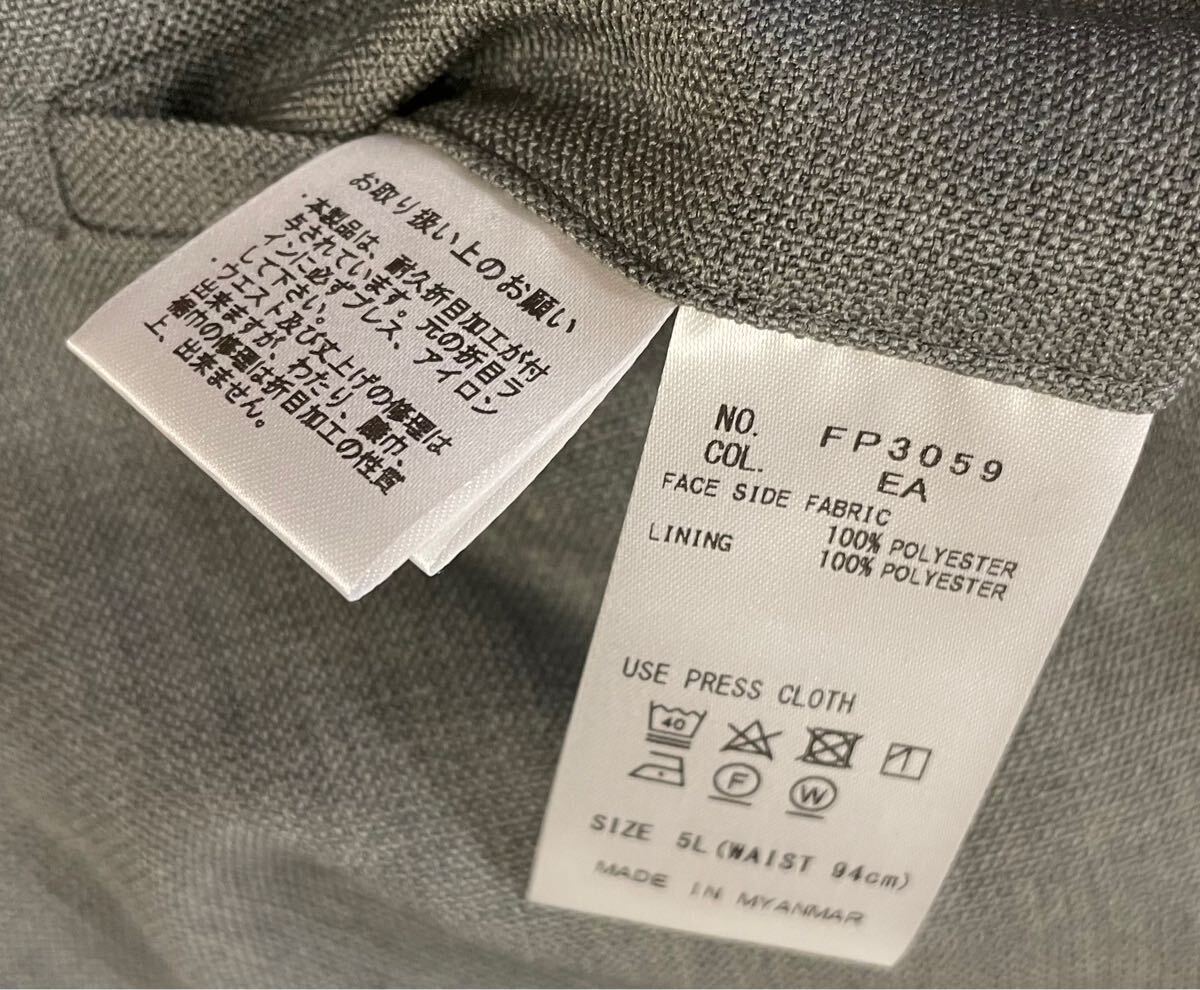 お取り扱い上のお願い
・本製品は、耐久折目加工が付
与されています。元の折目ラ
インに必ずプレス、アイロン
して下さい。
・ウエスト及び丈上げの修理は
出来ますが、わたり、膝巾、
裾巾の修理は折目加工の性質
上、出来ません。
NO. FP3059
COL. EA
FACE SIDE FABRIC
100% POLYESTER
LINING 100% POLYESTER
USE PRESS CLOTH
40
F W
SIZE 5L(WAIST 94cm)
MADE IN MYANMAR